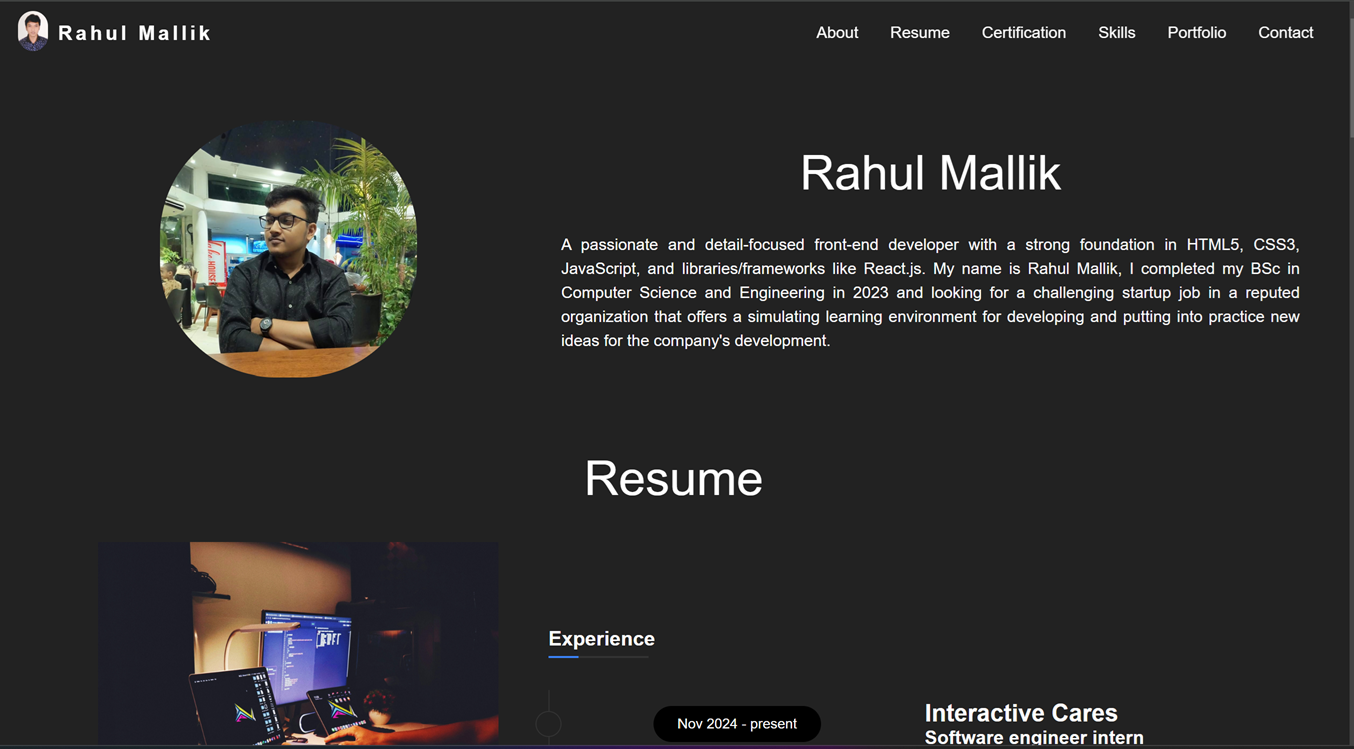 Rahul Mallik
About Resume Certification Skills Portfolio Contact
Rahul Mallik
A passionate and detail-focused front-end developer with a strong foundation in HTML5, CSS3,
JavaScript, and libraries/frameworks like React.js. My name is Rahul Mallik, I completed my BSc in
Computer Science and Engineering in 2023 and looking for a challenging startup job in a reputed
organization that offers a simulating learning environment for developing and putting into practice new
ideas for the company's development.
Resume
Experience
Nov 2024 - present
Interactive Cares
Software engineer intern